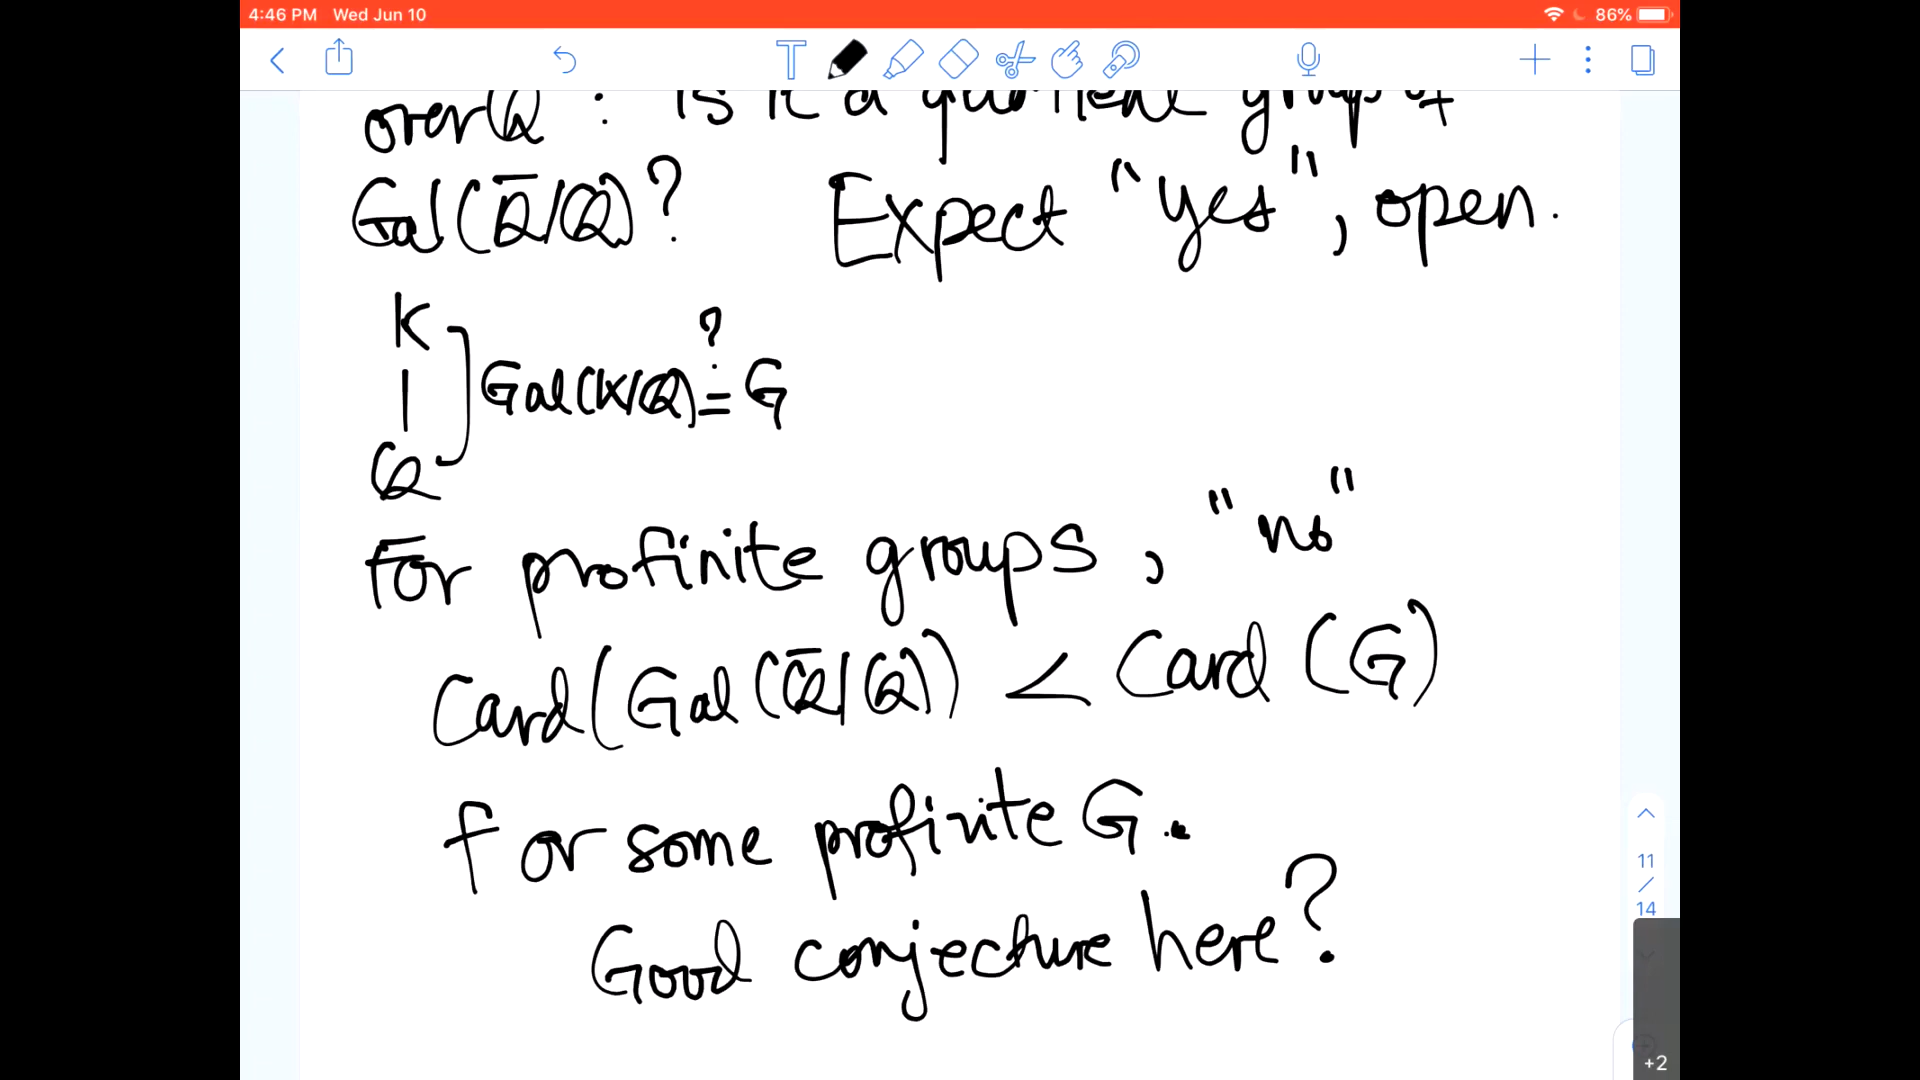 4:46 PM Wed Jun 10 86%
T
over Q : Is it a quotient group of
Gal(Q̄/Q)? Expect "yes", open.
K
| Gal(K/Q) ?= G
Q
For profinite groups, "no"
Card(Gal(Q̄/Q)) < Card(G)
for some profinite G.
Good conjecture here?
11
/
14
+2